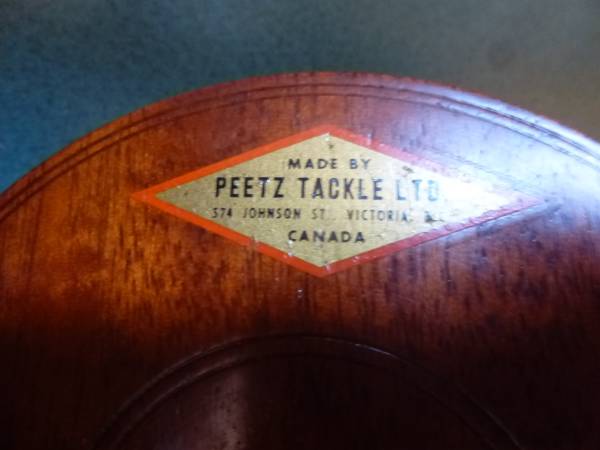 MADE BY
PEETZ TACKLE LTD
574 JOHNSON ST. VICTORIA,
CANADA